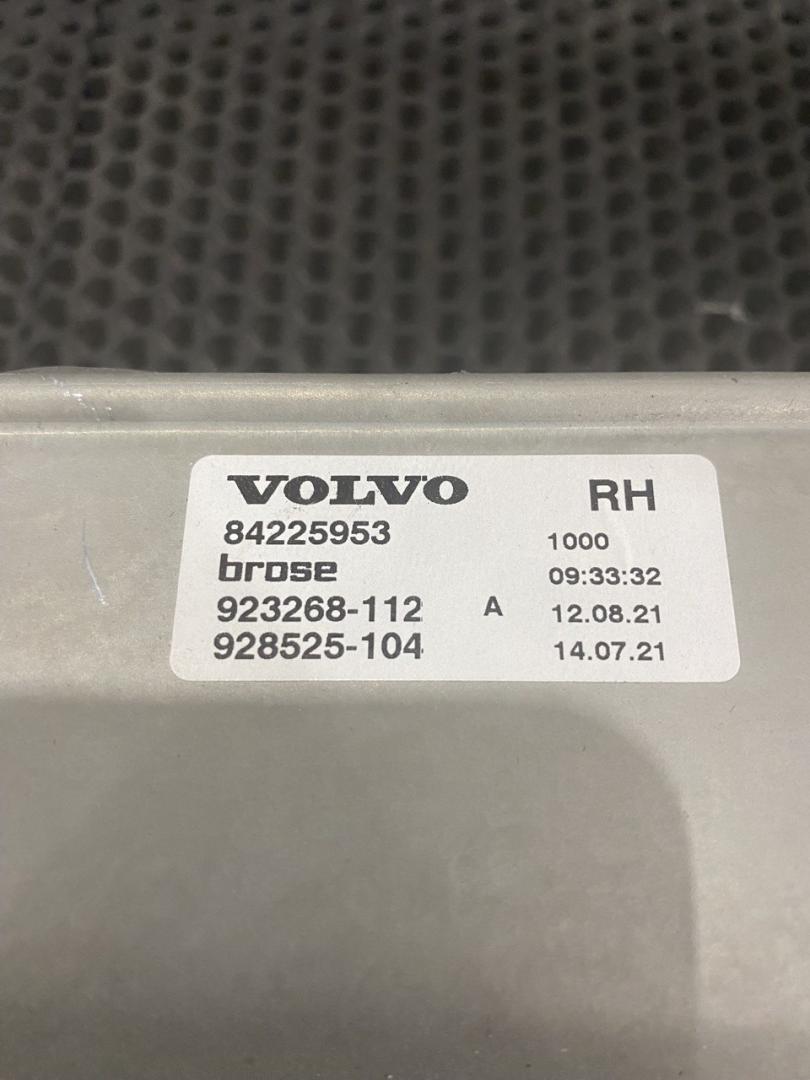 VOLVO RH
84225953 1000
brose 09:33:32
923268-112 A 12.08.21
928525-104 14.07.21